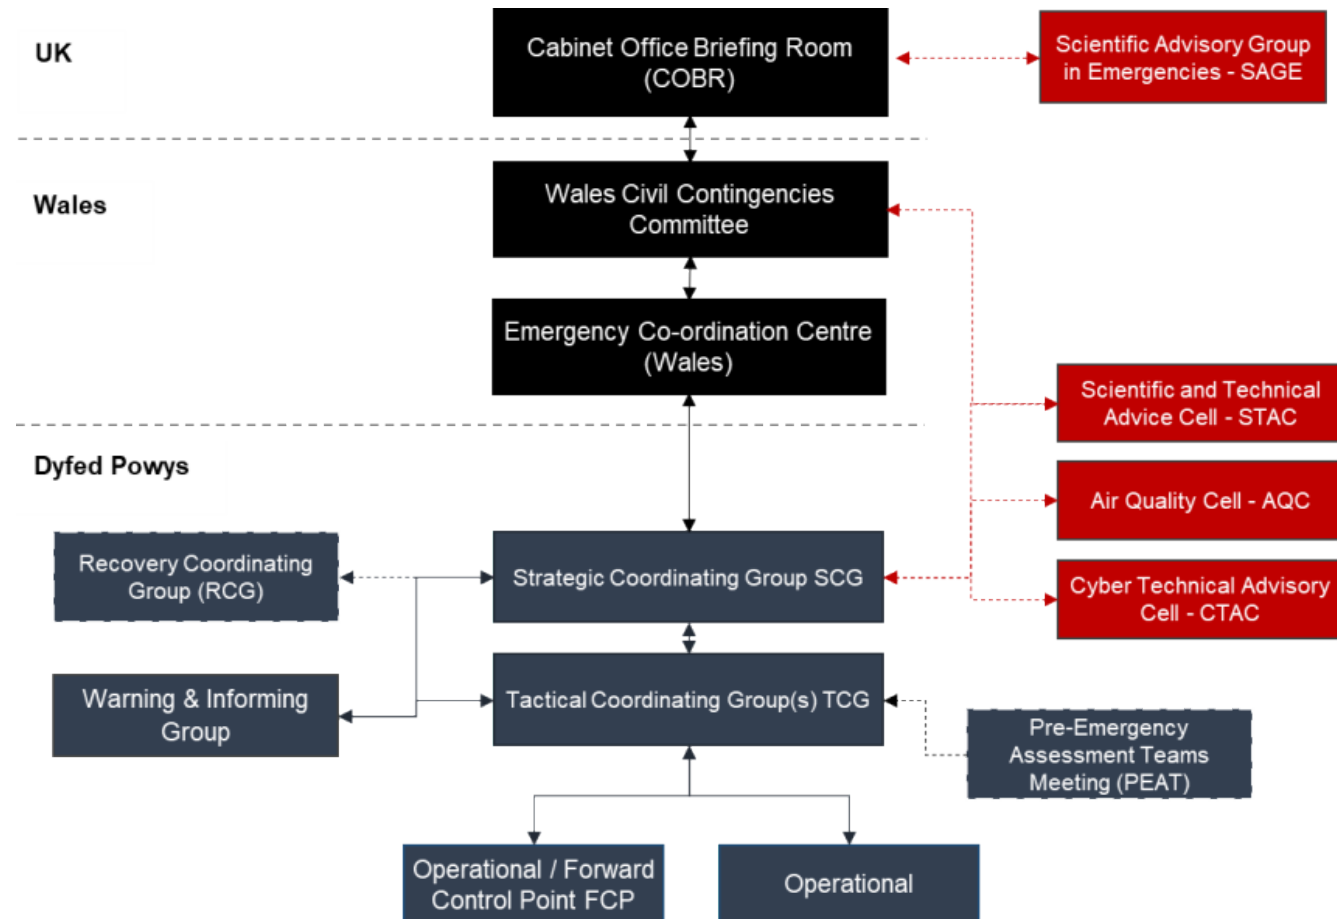 UK
Cabinet Office Briefing Room
(COBR)
Scientific Advisory Group
in Emergencies - SAGE
Wales
Wales Civil Contingencies
Committee
Emergency Co-ordination Centre
(Wales)
Scientific and Technical
Advice Cell - STAC
Air Quality Cell - AQC
Cyber Technical Advisory
Cell - CTAC
Dyfed Powys
Recovery Coordinating
Group (RCG)
Strategic Coordinating Group SCG
Warning & Informing
Group
Tactical Coordinating Group(s) TCG
Pre-Emergency
Assessment Teams
Meeting (PEAT)
Operational / Forward
Control Point FCP
Operational